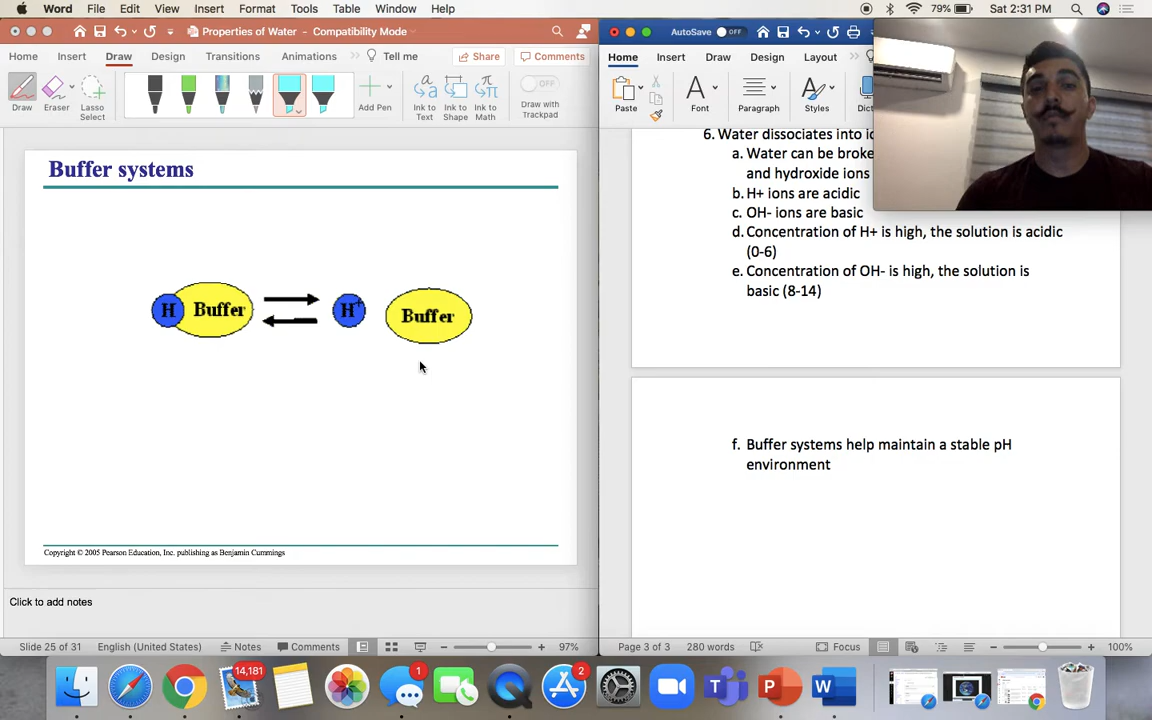 Word File Edit View Insert Format Tools Table Window Help 79% Sat 2:31 PM
Properties of Water - Compatibility Mode
Home Insert Draw Design Transitions Animations Tell me Share Comments
Draw Eraser Lasso Select Add Pen Ink to Text Ink to Shape Ink to Math OFF Draw with Trackpad
Buffer systems
H Buffer H+ Buffer
Copyright © 2005 Pearson Education, Inc. publishing as Benjamin Cummings
Click to add notes
Slide 25 of 31 English (United States) Notes Comments 97%
AutoSave OFF
Home Insert Draw Design Layout
Paste Font Paragraph Styles
6. Water dissociates into
a. Water can be broke
and hydroxide ions
b. H+ ions are acidic
c. OH- ions are basic
d. Concentration of H+ is high, the solution is acidic
(0-6)
e. Concentration of OH- is high, the solution is
basic (8-14)
f. Buffer systems help maintain a stable pH
environment
Page 3 of 3 280 words Focus 100%
14,181 1 2